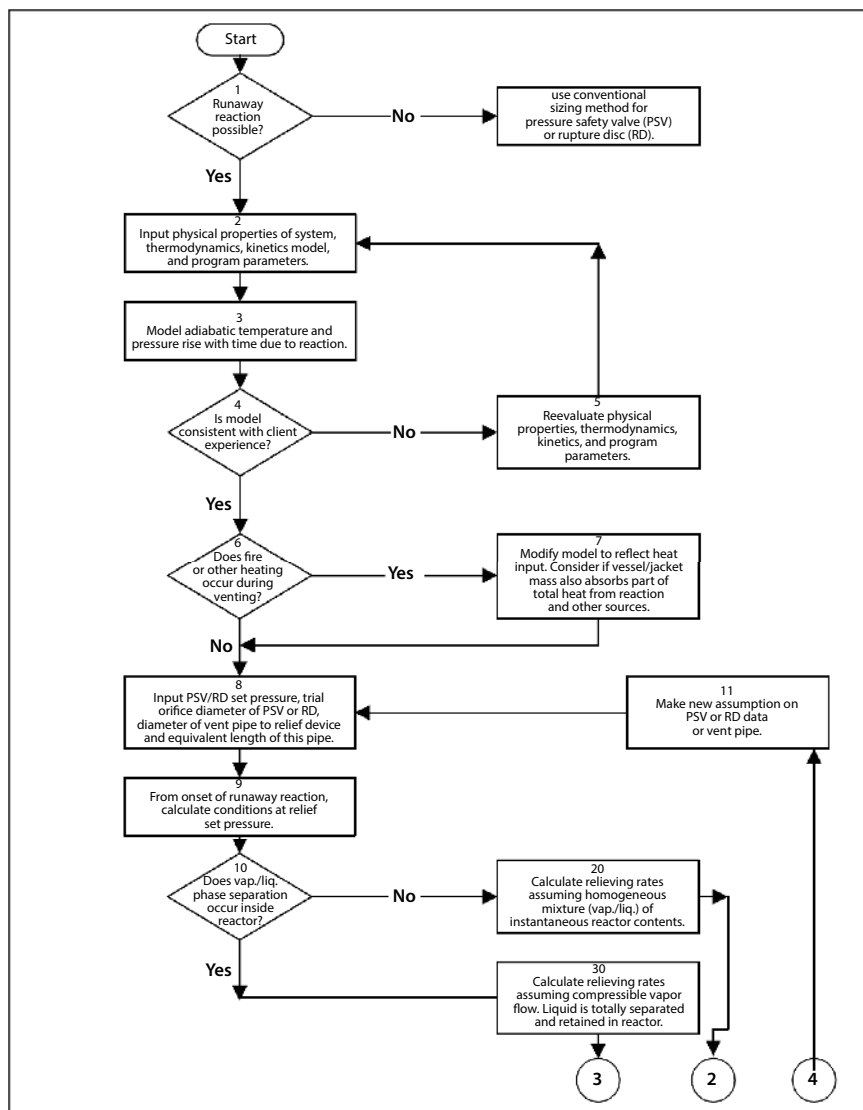 Start
1
Runaway
reaction
possible?
No
use conventional
sizing method for
pressure safety valve (PSV)
or rupture disc (RD).
Yes
2
Input physical properties of system,
thermodynamics, kinetics model,
and program parameters.
3
Model adiabatic temperature and
pressure rise with time due to reaction.
4
Is model
consistent with client
experience?
No
5
Reevaluate physical
properties, thermodynamics,
kinetics, and program
parameters.
Yes
6
Does fire
or other heating
occur during
venting?
Yes
7
Modify model to reflect heat
input. Consider if vessel/jacket
mass also absorbs part of
total heat from reaction
and other sources.
No
8
Input PSV/RD set pressure, trial
orifice diameter of PSV or RD,
diameter of vent pipe to relief device
and equivalent length of this pipe.
11
Make new assumption on
PSV or RD data
or vent pipe.
9
From onset of runaway reaction,
calculate conditions at relief
set pressure.
10
Does vap./liq.
phase separation
occur inside
reactor?
No
20
Calculate relieving rates
assuming homogeneous
mixture (vap./liq.) of
instantaneous reactor contents.
Yes
30
Calculate relieving rates
assuming compressible vapor
flow. Liquid is totally separated
and retained in reactor.
3
2
4